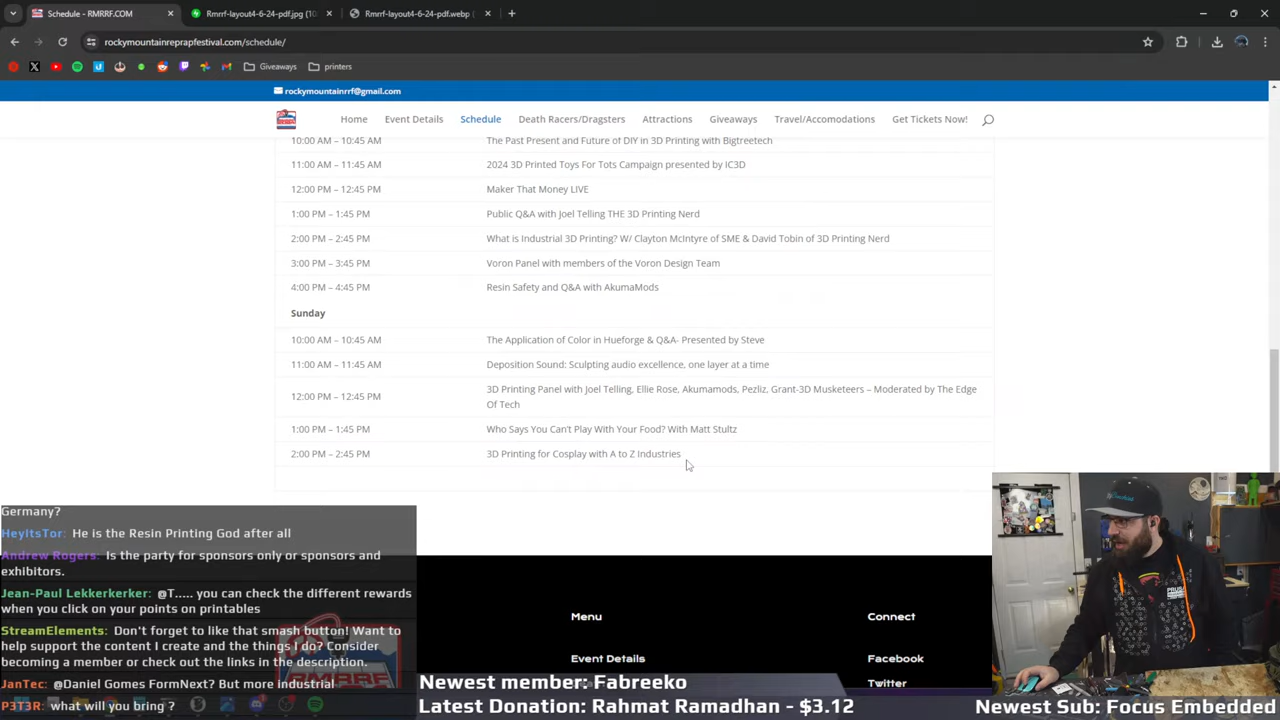 Schedule - RMRRF.COM
Rmrrf-layout4-6-24-pdf.jpg (10
Rmrrf-layout4-6-24-pdf.webp (
rockymountainreprapfestival.com/schedule/
Giveaways
printers
rockymountainrrf@gmail.com
Home Event Details Schedule Death Racers/Dragsters Attractions Giveaways Travel/Accomodations Get Tickets Now!
10:00 AM – 10:45 AM The Past Present and Future of DIY in 3D Printing with Bigtreetech
11:00 AM – 11:45 AM 2024 3D Printed Toys For Tots Campaign presented by IC3D
12:00 PM – 12:45 PM Maker That Money LIVE
1:00 PM – 1:45 PM Public Q&A with Joel Telling THE 3D Printing Nerd
2:00 PM – 2:45 PM What is Industrial 3D Printing? W/ Clayton McIntyre of SME & David Tobin of 3D Printing Nerd
3:00 PM – 3:45 PM Voron Panel with members of the Voron Design Team
4:00 PM – 4:45 PM Resin Safety and Q&A with AkumaMods
Sunday
10:00 AM – 10:45 AM The Application of Color in Hueforge & Q&A- Presented by Steve
11:00 AM – 11:45 AM Deposition Sound: Sculpting audio excellence, one layer at a time
12:00 PM – 12:45 PM 3D Printing Panel with Joel Telling, Ellie Rose, Akumamods, Pezliz, Grant-3D Musketeers – Moderated by The Edge
Of Tech
1:00 PM – 1:45 PM Who Says You Can't Play With Your Food? With Matt Stultz
2:00 PM – 2:45 PM 3D Printing for Cosplay with A to Z Industries
Germany?
HeyItsTor: He is the Resin Printing God after all
Andrew Rogers: Is the party for sponsors only or sponsors and
exhibitors.
Jean-Paul Lekkerkerker: @T..... you can check the different rewards
when you click on your points on printables
StreamElements: Don't forget to like that smash button! Want to
help support the content I create and the things I do? Consider
becoming a member or check out the links in the description.
JanTec: @Daniel Gomes FormNext? But more industrial
P3T3R: what will you bring ?
RMRRF
Menu
Connect
Event Details
Facebook
Twitter
Newest member: Fabreeko
Latest Donation: Rahmat Ramadhan - $3.12
Newest Sub: Focus Embedded
PRUSA